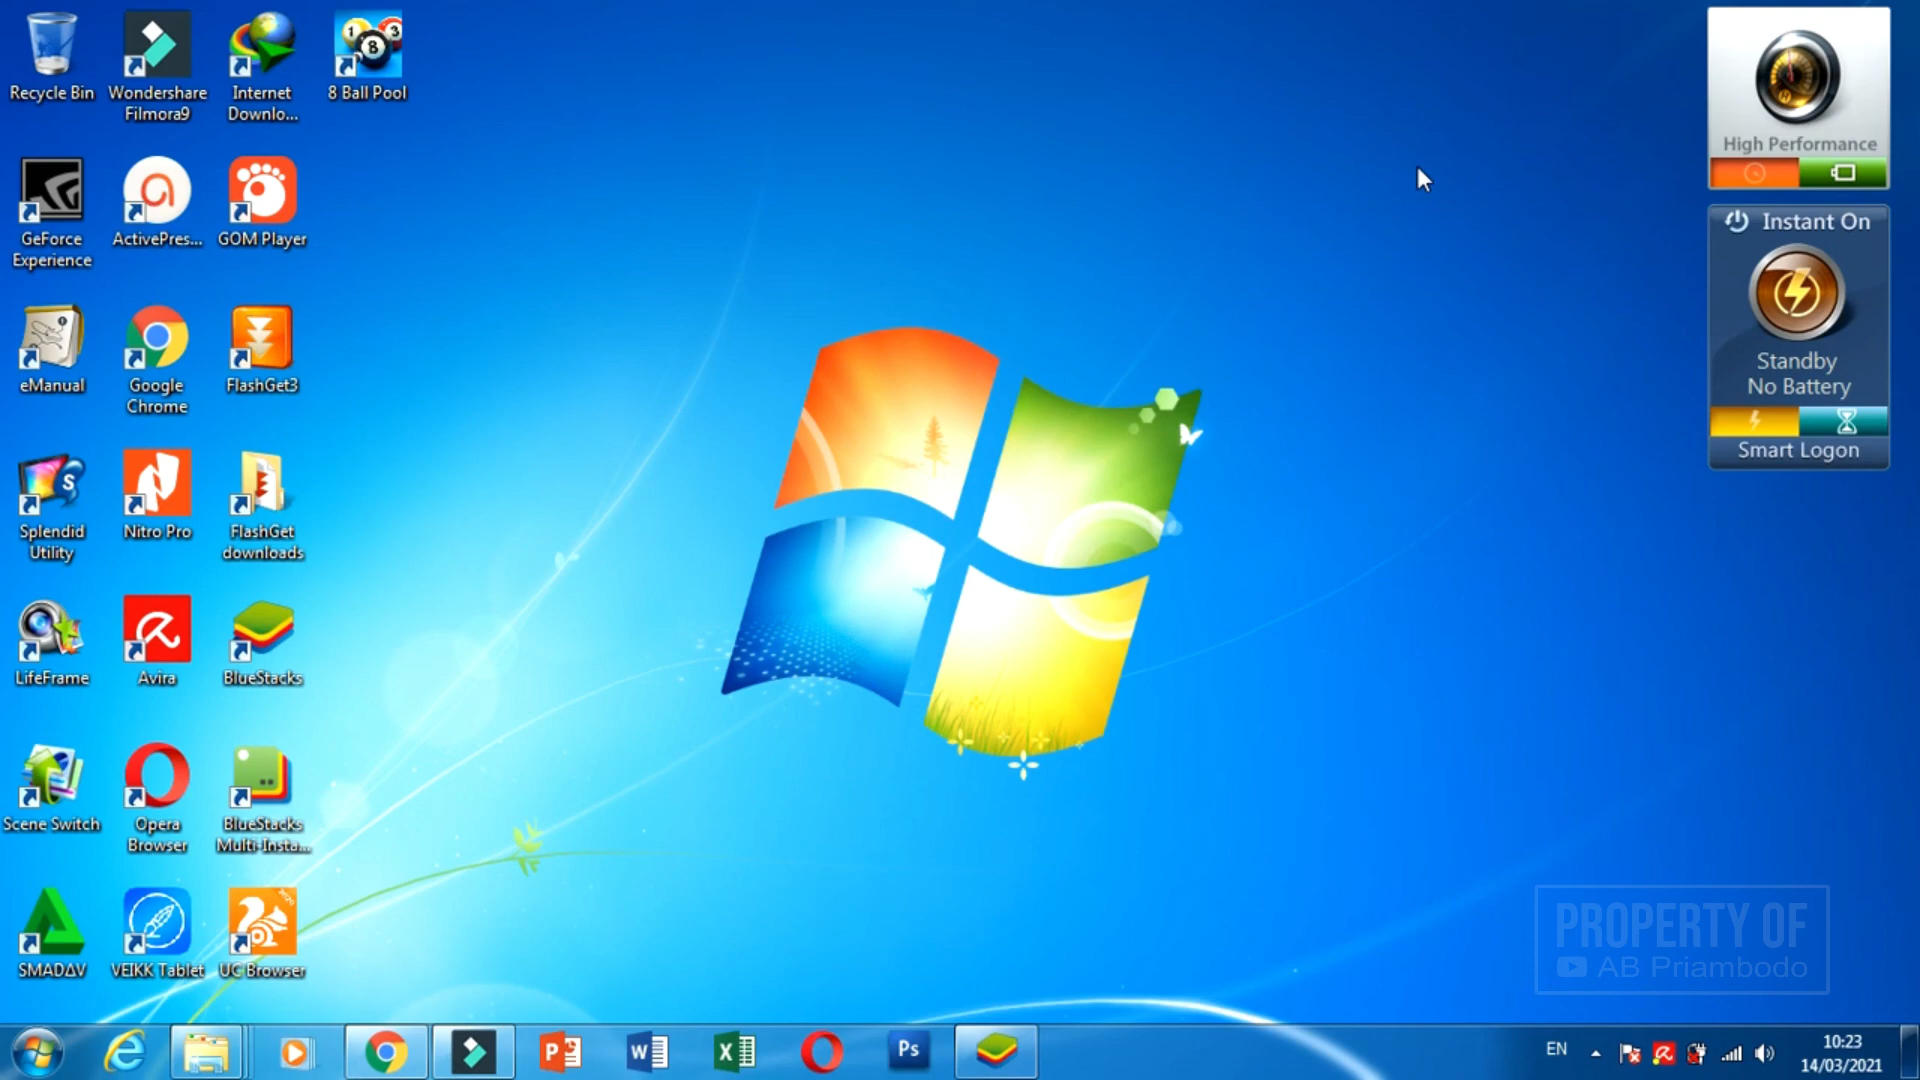 Recycle Bin
Wondershare
Filmora9
Internet
Downlo...
8 Ball Pool
GeForce
Experience
ActivePres...
GOM Player
eManual
Google
Chrome
FlashGet3
Splendid
Utility
Nitro Pro
FlashGet
downloads
LifeFrame
Avira
BlueStacks
Scene Switch
Opera
Browser
BlueStacks
Multi-Insta...
SMADΔV
VEIKK Tablet
UC Browser
High Performance
Instant On
Standby
No Battery
Smart Logon
PROPERTY OF
AB Priambodo
EN
10:23
14/03/2021